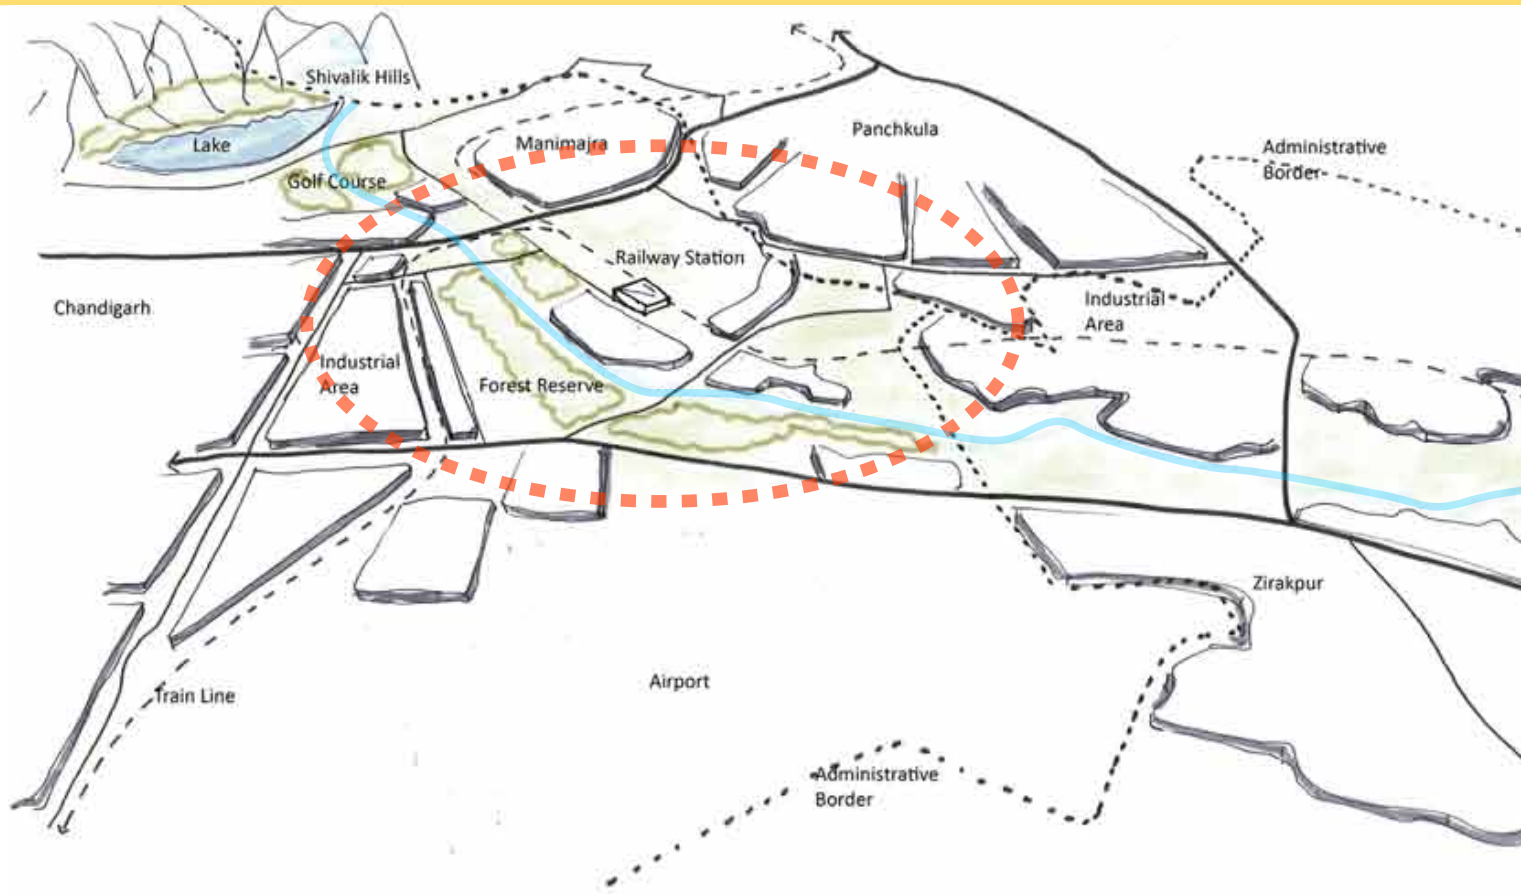 Shivalik Hills
Lake
Manimajra
Panchkula
Administrative
Border
Golf Course
Railway Station
Chandigarh
Industrial
Area
Industrial
Area
Forest Reserve
Zirakpur
Airport
Train Line
Administrative
Border